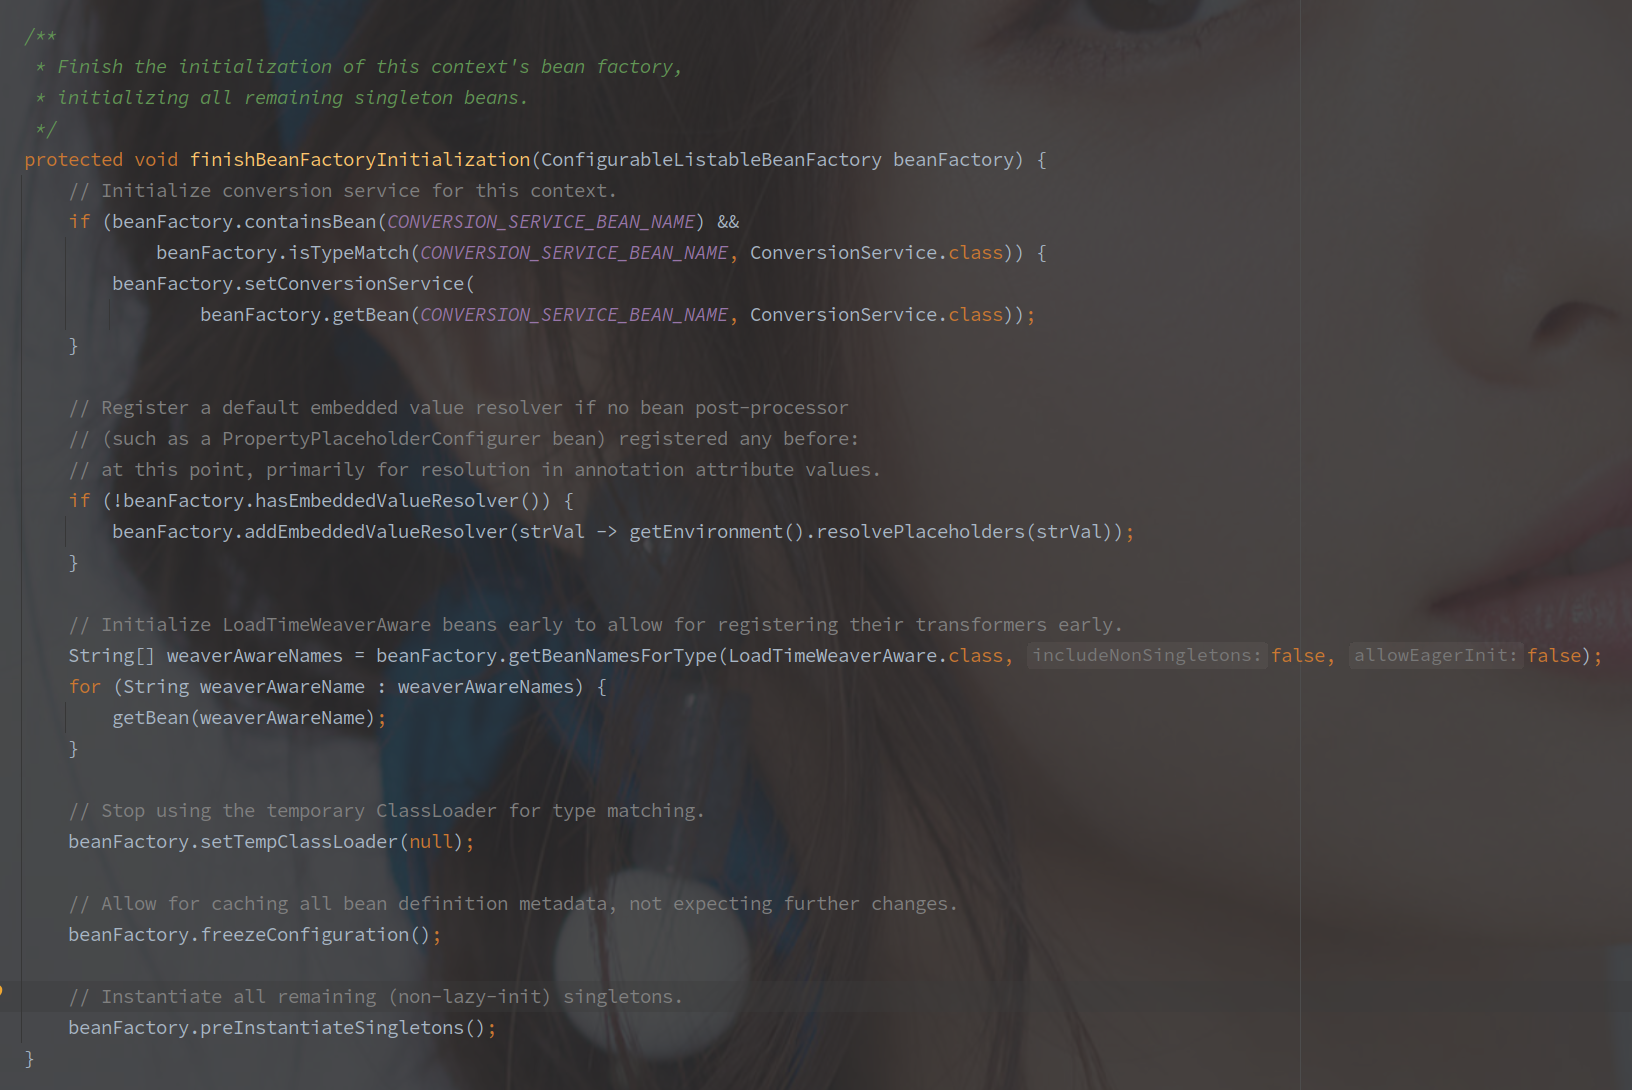 /**
* Finish the initialization of this context's bean factory,
* initializing all remaining singleton beans.
*/
protected void finishBeanFactoryInitialization(ConfigurableListableBeanFactory beanFactory) {
// Initialize conversion service for this context.
if (beanFactory.containsBean(CONVERSION_SERVICE_BEAN_NAME) &&
beanFactory.isTypeMatch(CONVERSION_SERVICE_BEAN_NAME, ConversionService.class)) {
beanFactory.setConversionService(
beanFactory.getBean(CONVERSION_SERVICE_BEAN_NAME, ConversionService.class));
}
// Register a default embedded value resolver if no bean post-processor
// (such as a PropertyPlaceholderConfigurer bean) registered any before:
// at this point, primarily for resolution in annotation attribute values.
if (!beanFactory.hasEmbeddedValueResolver()) {
beanFactory.addEmbeddedValueResolver(strVal -> getEnvironment().resolvePlaceholders(strVal));
}
// Initialize LoadTimeWeaverAware beans early to allow for registering their transformers early.
String[] weaverAwareNames = beanFactory.getBeanNamesForType(LoadTimeWeaverAware.class, includeNonSingletons: false, allowEagerInit: false);
for (String weaverAwareName : weaverAwareNames) {
getBean(weaverAwareName);
}
// Stop using the temporary ClassLoader for type matching.
beanFactory.setTempClassLoader(null);
// Allow for caching all bean definition metadata, not expecting further changes.
beanFactory.freezeConfiguration();
// Instantiate all remaining (non-lazy-init) singletons.
beanFactory.preInstantiateSingletons();
}